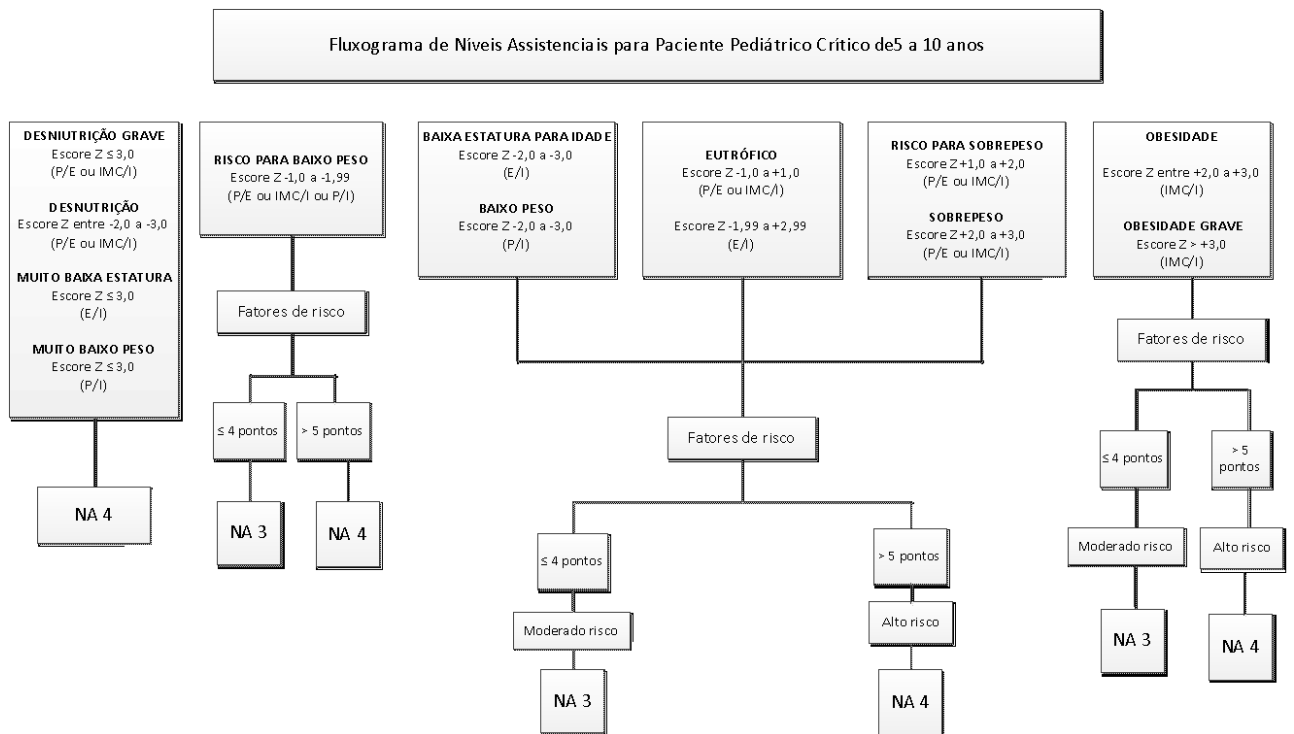 Fluxograma de Níveis Assistenciais para Paciente Pediátrico Crítico de5 a 10 anos
DESNIUTRIÇÃO GRAVE
Escore Z ≤ 3,0
(P/E ou IMC/I)
DESNUTRIÇÃO
Escore Z entre -2,0 a -3,0
(P/E ou IMC/I)
MUITO BAIXA ESTATURA
Escore Z ≤ 3,0
(E/I)
MUITO BAIXO PESO
Escore Z ≤ 3,0
(P/I)
NA 4
RISCO PARA BAIXO PESO
Escore Z -1,0 a -1,99
(P/E ou IMC/I ou P/I)
Fatores de risco
≤ 4 pontos
> 5 pontos
NA 3
NA 4
BAIXA ESTATURA PARA IDADE
Escore Z -2,0 a -3,0
(E/I)
BAIXO PESO
Escore Z -2,0 a -3,0
(P/I)
EUTRÓFICO
Escore Z -1,0 a +1,0
(P/E ou IMC/I)
Escore Z -1,99 a +2,99
(E/I)
RISCO PARA SOBREPESO
Escore Z +1,0 a +2,0
(P/E ou IMC/I)
SOBREPESO
Escore Z +2,0 a +3,0
(P/E ou IMC/I)
Fatores de risco
≤ 4 pontos
> 5 pontos
Moderado risco
Alto risco
NA 3
NA 4
OBESIDADE
Escore Z entre +2,0 a +3,0
(IMC/I)
OBESIDADE GRAVE
Escore Z > +3,0
(IMC/I)
Fatores de risco
≤ 4 pontos
> 5
pontos
Moderado risco
Alto risco
NA 3
NA 4